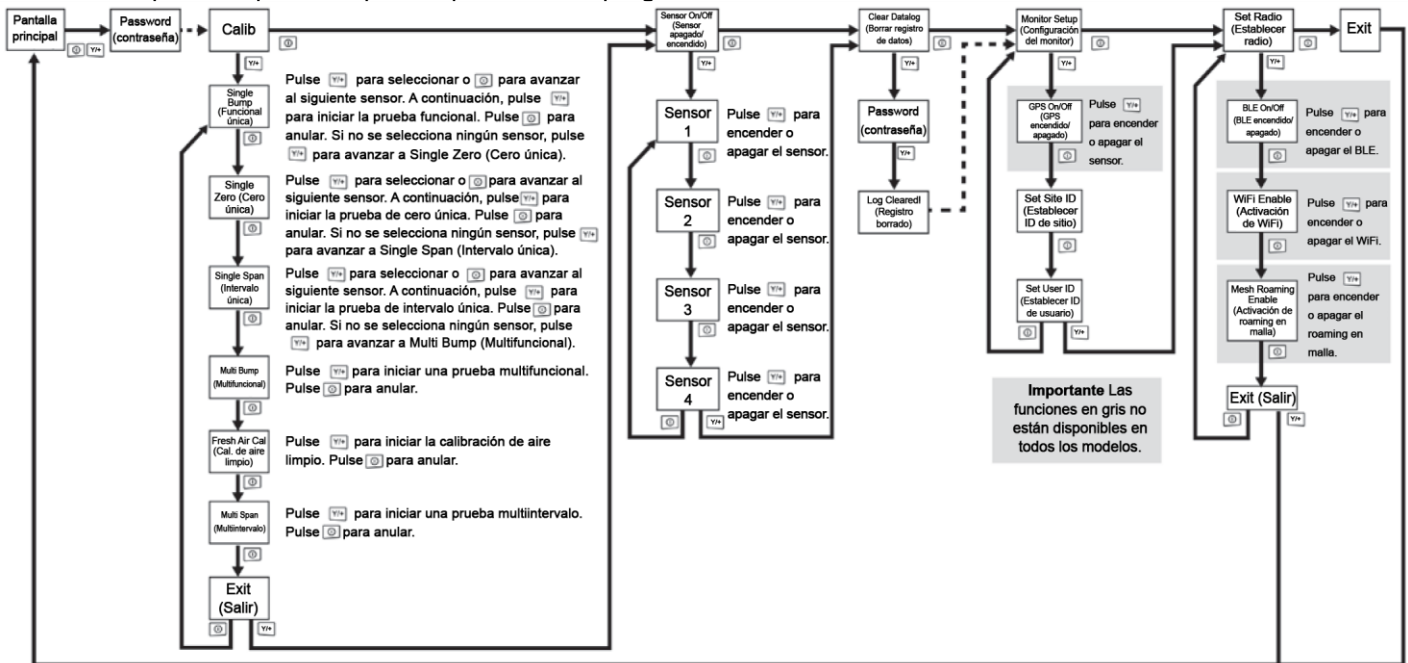 Pantalla
principal
Y/+
Password
(contraseña)
Calib
Y/+
Single
Bump
(Funcional
única)
Pulse Y/+ para seleccionar o para avanzar
al siguiente sensor. A continuación, pulse Y/+
para iniciar la prueba funcional. Pulse para
anular. Si no se selecciona ningún sensor, pulse
Y/+ para avanzar a Single Zero (Cero única).
Single
Zero (Cero
única)
Pulse Y/+ para seleccionar o para avanzar al
siguiente sensor. A continuación, pulse Y/+ para
iniciar la prueba de cero única. Pulse para
anular. Si no se selecciona ningún sensor, pulse Y/+
para avanzar a Single Span (Intervalo única).
Single Span
(Intervalo
única)
Pulse Y/+ para seleccionar o para avanzar al
siguiente sensor. A continuación, pulse Y/+ para
iniciar la prueba de intervalo única. Pulse para
anular. Si no se selecciona ningún sensor, pulse
Y/+ para avanzar a Multi Bump (Multifuncional).
Multi Bump
(Multifuncional)
Pulse Y/+ para iniciar una prueba multifuncional.
Pulse para anular.
Fresh Air Cal
(Cal. de aire
limpio)
Pulse Y/+ para iniciar la calibración de aire
limpio. Pulse para anular.
Multi Span
(Multiintervalo)
Pulse Y/+ para iniciar una prueba multiintervalo.
Pulse para anular.
Exit
(Salir)
Y/+
Sensor On/Off
(Sensor
apagado/
encendido)
Y/+
Sensor
1
Pulse Y/+ para
encender o
apagar el sensor.
Sensor
2
Pulse Y/+ para
encender o
apagar el sensor.
Sensor
3
Pulse Y/+ para
encender o
apagar el sensor.
Sensor
4
Pulse Y/+ para
encender o
apagar el sensor.
Y/+
Clear Datalog
(Borrar registro
de datos)
Y/+
Password
(contraseña)
Y/+
Log Cleared!
(Registro
borrado)
Monitor Setup
(Configuración
del monitor)
Y/+
GPS On/Off
(GPS
encendido/
apagado)
Pulse Y/+
para encender
o apagar el
sensor.
Set Site ID
(Establecer
ID de sitio)
Set User ID
(Establecer ID
de usuario)
Y/+
Importante Las
funciones en gris no
están disponibles en
todos los modelos.
Set Radio
(Establecer
radio)
Y/+
BLE On/Off
(BLE encendido/
apagado)
Pulse Y/+ para
encender o
apagar el BLE.
WiFi Enable
(Activación
de WiFi)
Pulse Y/+ para
encender o
apagar el WiFi.
Mesh Roaming
Enable
(Activación de
roaming en
malla)
Pulse Y/+
para encender
o apagar el
roaming en
malla.
Exit (Salir)
Y/+
Exit